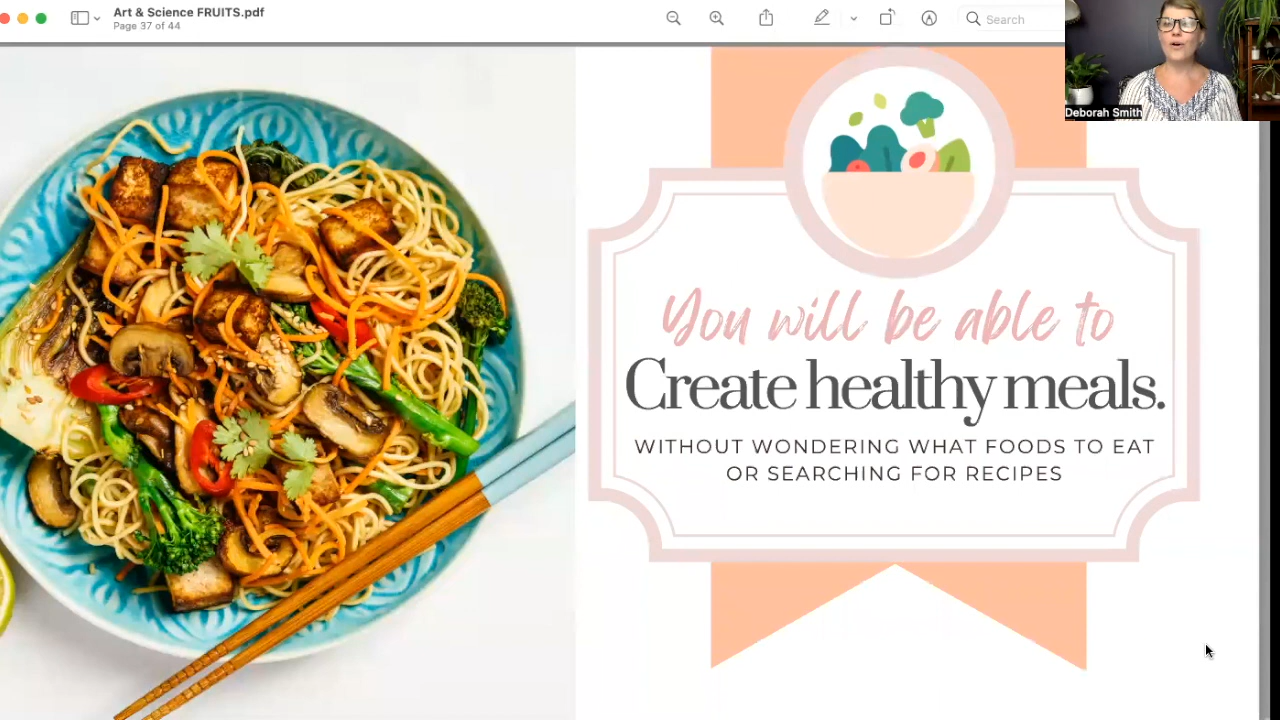 Art & Science FRUITS.pdf
Page 37 of 44
Search
Deborah Smith
You will be able to
Create healthy meals.
WITHOUT WONDERING WHAT FOODS TO EAT
OR SEARCHING FOR RECIPES